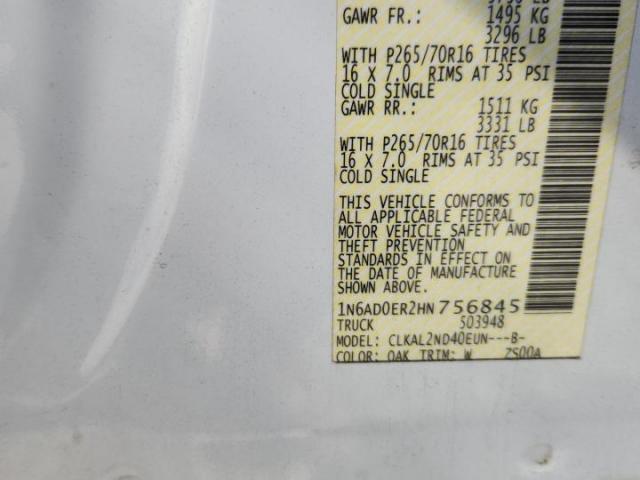 GAWR FR.: 1495 KG
3296 LB
WITH P265/70R16 TIRES
16 X 7.0 RIMS AT 35 PSI
COLD SINGLE
GAWR RR.: 1511 KG
3331 LB
WITH P265/70R16 TIRES
16 X 7.0 RIMS AT 35 PSI
COLD SINGLE
THIS VEHICLE CONFORMS TO
ALL APPLICABLE FEDERAL
MOTOR VEHICLE SAFETY AND
THEFT PREVENTION
STANDARDS IN EFFECT ON
THE DATE OF MANUFACTURE
SHOWN ABOVE.
1N6AD0ER2HN756845
TRUCK 503948
MODEL: CLKAL2ND40EUN---B-
COLOR: QAK TRIM: W ZS00A